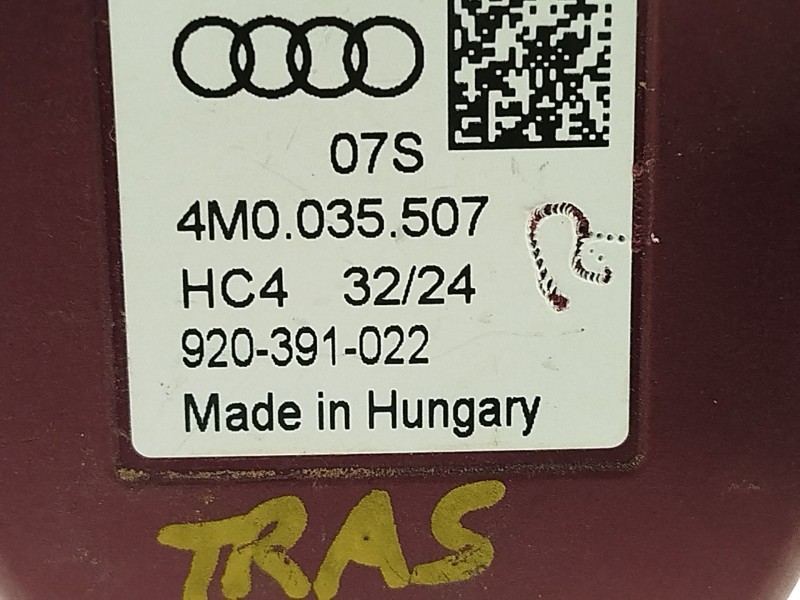 07S
4M0.035.507
HC4 32/24
920-391-022
Made in Hungary
TRAS